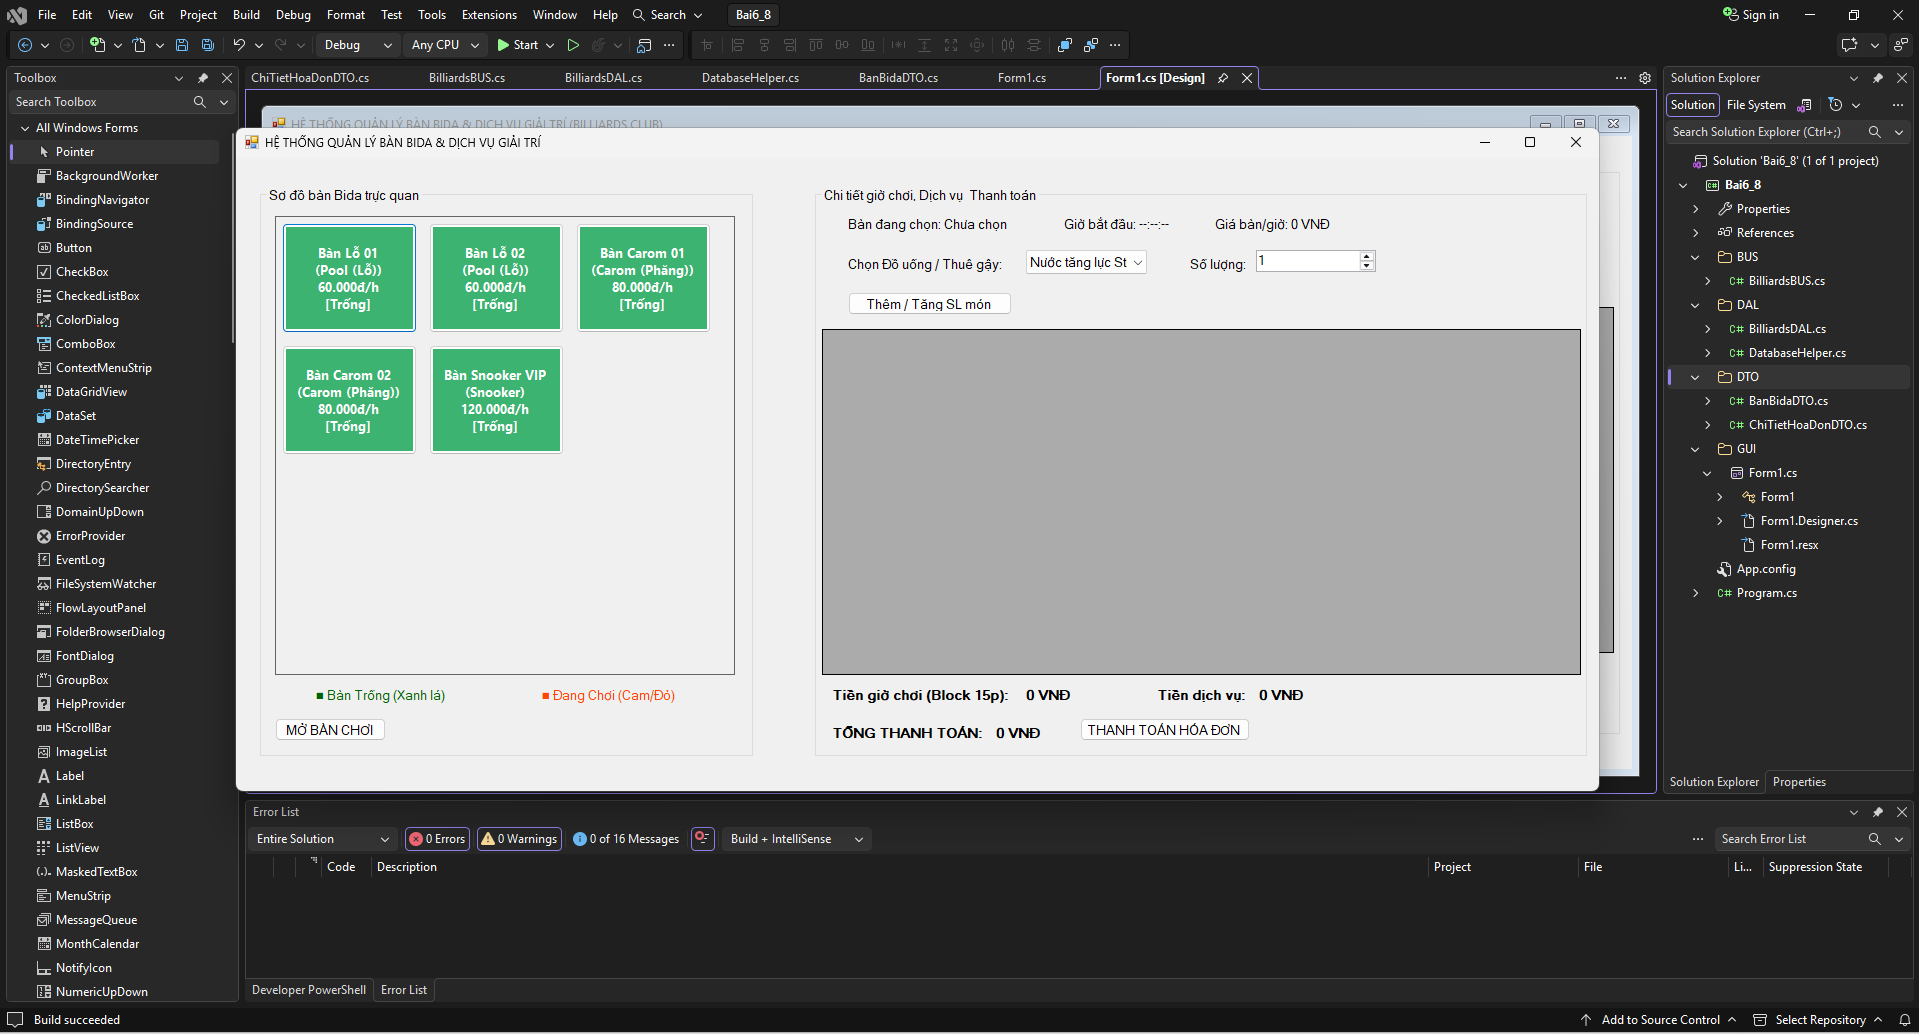 File Edit View Git Project Build Debug Format Test Tools Extensions Window Help Search Bai6_8 Sign in
Debug Any CPU Start
Toolbox
Search Toolbox
All Windows Forms
Pointer
BackgroundWorker
BindingNavigator
BindingSource
Button
CheckBox
CheckedListBox
ColorDialog
ComboBox
ContextMenuStrip
DataGridView
DataSet
DateTimePicker
DirectoryEntry
DirectorySearcher
DomainUpDown
ErrorProvider
EventLog
FileSystemWatcher
FlowLayoutPanel
FolderBrowserDialog
FontDialog
GroupBox
HelpProvider
HScrollBar
ImageList
Label
LinkLabel
ListBox
ListView
MaskedTextBox
MenuStrip
MessageQueue
MonthCalendar
NotifyIcon
NumericUpDown
ChiTietHoaDonDTO.cs BilliardsBUS.cs BilliardsDAL.cs DatabaseHelper.cs BanBidaDTO.cs Form1.cs Form1.cs [Design]
HỆ THỐNG QUẢN LÝ BÀN BIDA & DỊCH VỤ GIẢI TRÍ (BILLIARDS CLUB)
HỆ THỐNG QUẢN LÝ BÀN BIDA & DỊCH VỤ GIẢI TRÍ
Sơ đồ bàn Bida trực quan
Bàn Lỗ 01
(Pool (Lỗ))
60.000đ/h
[Trống]
Bàn Lỗ 02
(Pool (Lỗ))
60.000đ/h
[Trống]
Bàn Carom 01
(Carom (Phăng))
80.000đ/h
[Trống]
Bàn Carom 02
(Carom (Phăng))
80.000đ/h
[Trống]
Bàn Snooker VIP
(Snooker)
120.000đ/h
[Trống]
■ Bàn Trống (Xanh lá) ■ Đang Chơi (Cam/Đỏ)
MỞ BÀN CHƠI
Chi tiết giờ chơi, Dịch vụ  Thanh toán
Bàn đang chọn: Chưa chọn Giờ bắt đầu: --:--:-- Giá bàn/giờ: 0 VNĐ
Chọn Đồ uống / Thuê gậy: Nước tăng lực St Số lượng: 1
Thêm / Tăng SL món
Tiền giờ chơi (Block 15p): 0 VNĐ Tiền dịch vụ: 0 VNĐ
TỔNG THANH TOÁN: 0 VNĐ THANH TOÁN HÓA ĐƠN
Solution Explorer
Solution File System
Search Solution Explorer (Ctrl+;)
Solution 'Bai6_8' (1 of 1 project)
Bai6_8
Properties
References
BUS
C# BilliardsBUS.cs
DAL
C# BilliardsDAL.cs
C# DatabaseHelper.cs
DTO
C# BanBidaDTO.cs
C# ChiTietHoaDonDTO.cs
GUI
Form1.cs
Form1
Form1.Designer.cs
Form1.resx
App.config
C# Program.cs
Solution Explorer Properties
Error List
Entire Solution 0 Errors 0 Warnings 0 of 16 Messages Build + IntelliSense Search Error List
Code Description Project File Li... Suppression State
Developer PowerShell Error List
Build succeeded Add to Source Control Select Repository